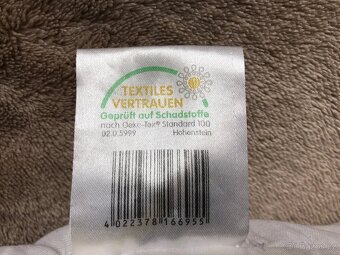 TEXTILES
VERTRAUEN
Geprüft auf Schadstoffe
nach Oeko-Tex® Standard 100
02.0.5999 Hohenstein
4 022378 166955